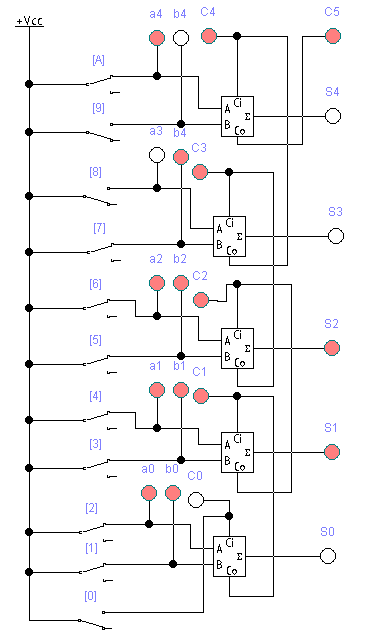 +Vcc
a4 b4 C4 C5
[A]
Ci
A
Σ
B
Co
S4
[9]
a3 b4 C3
[8]
Ci
A
Σ
B
Co
S3
[7]
a2 b2 C2
[6]
Ci
A
Σ
B
Co
S2
[5]
a1 b1 C1
[4]
Ci
A
Σ
B
Co
S1
[3]
a0 b0 C0
[2]
Ci
A
Σ
B
Co
S0
[1]
[0]